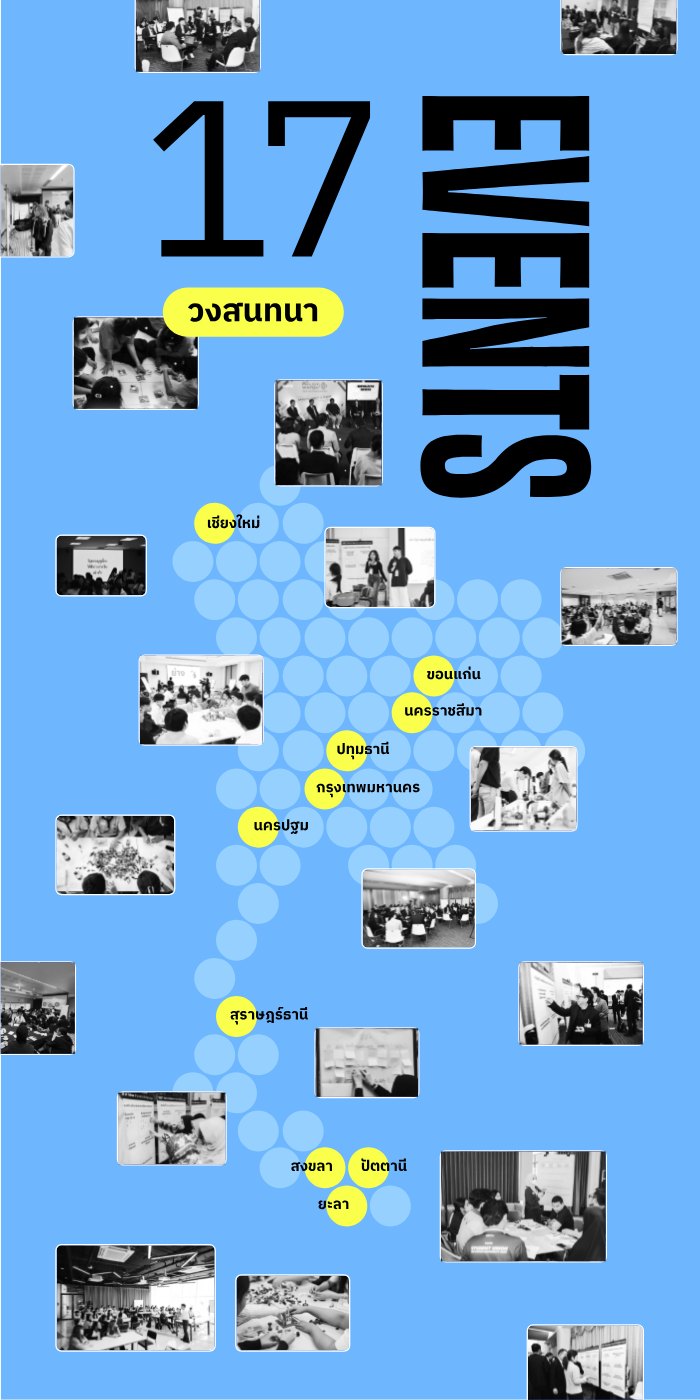 17
EVENTS
วงสนทนา
เชียงใหม่
ขอนแก่น
นครราชสีมา
ปทุมธานี
กรุงเทพมหานคร
นครปฐม
สุราษฎร์ธานี
สงขลา
ปัตตานี
ยะลา